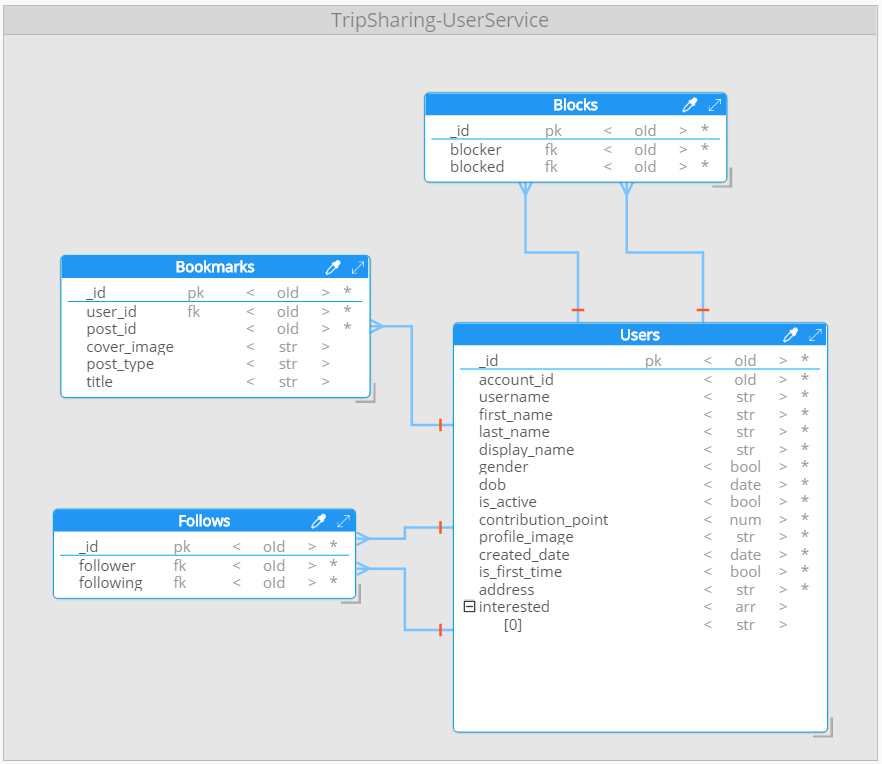 TripSharing-UserService
Blocks
_id pk < oId > *
blocker fk < oId > *
blocked fk < oId > *
Bookmarks
_id pk < oId > *
user_id fk < oId > *
post_id < oId > *
cover_image < str >
post_type < str >
title < str >
Users
_id pk < oId > *
account_id < oId > *
username < str > *
first_name < str > *
last_name < str > *
display_name < str > *
gender < bool > *
dob < date > *
is_active < bool > *
contribution_point < num > *
profile_image < str > *
created_date < date > *
is_first_time < bool > *
address < str > *
interested < arr >
[0] < str >
Follows
_id pk < oId > *
follower fk < oId > *
following fk < oId > *